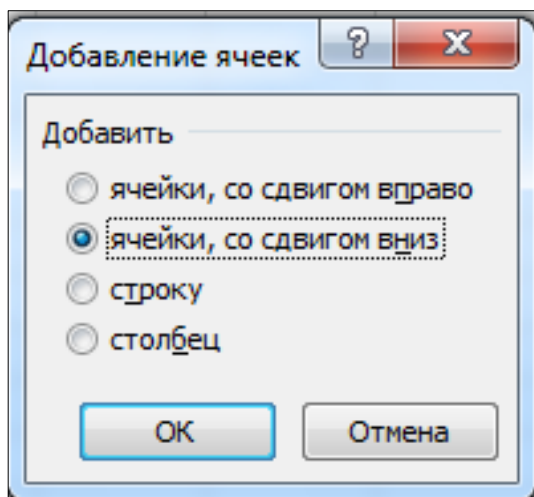 Добавление ячеек
Добавить
ячейки, со сдвигом вправо
ячейки, со сдвигом вниз
строку
столбец
ОК
Отмена